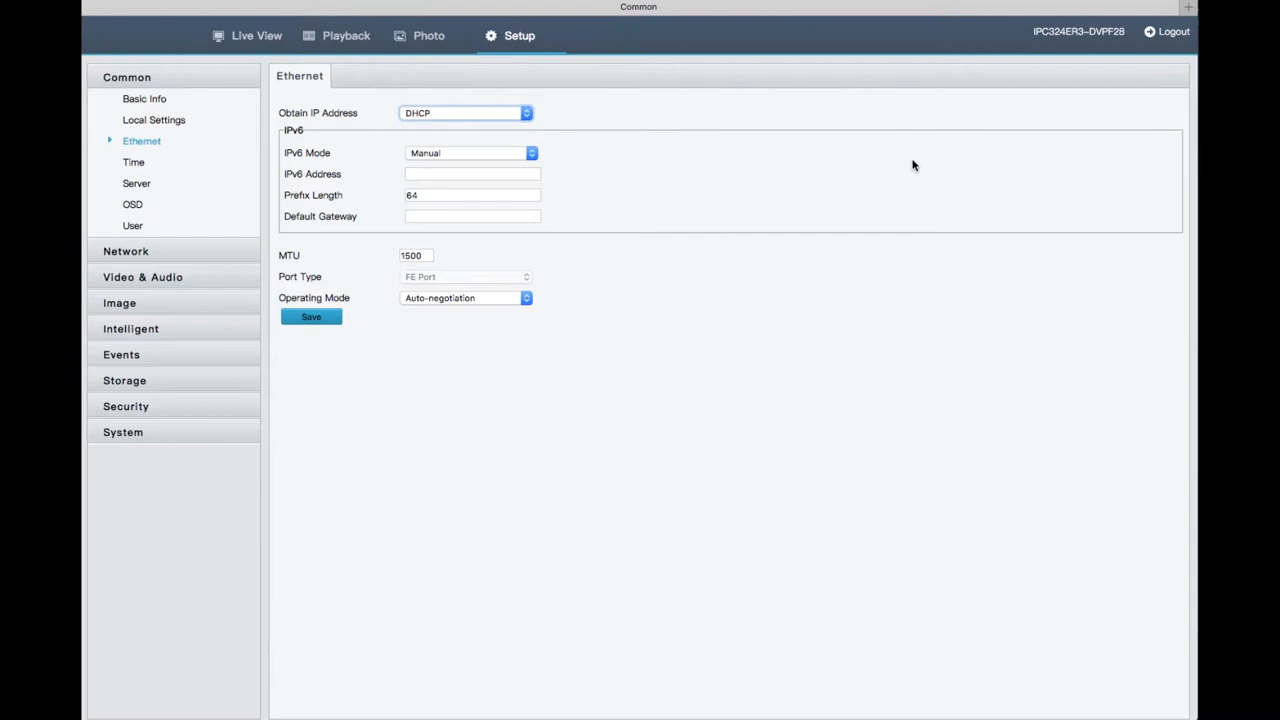 Common
+
Live View Playback Photo Setup IPC324ER3-DVPF28 Logout
Common
Basic Info
Local Settings
Ethernet
Time
Server
OSD
User
Network
Video & Audio
Image
Intelligent
Events
Storage
Security
System
Ethernet
Obtain IP Address DHCP
IPv6
IPv6 Mode Manual
IPv6 Address
Prefix Length 64
Default Gateway
MTU 1500
Port Type FE Port
Operating Mode Auto-negotiation
Save